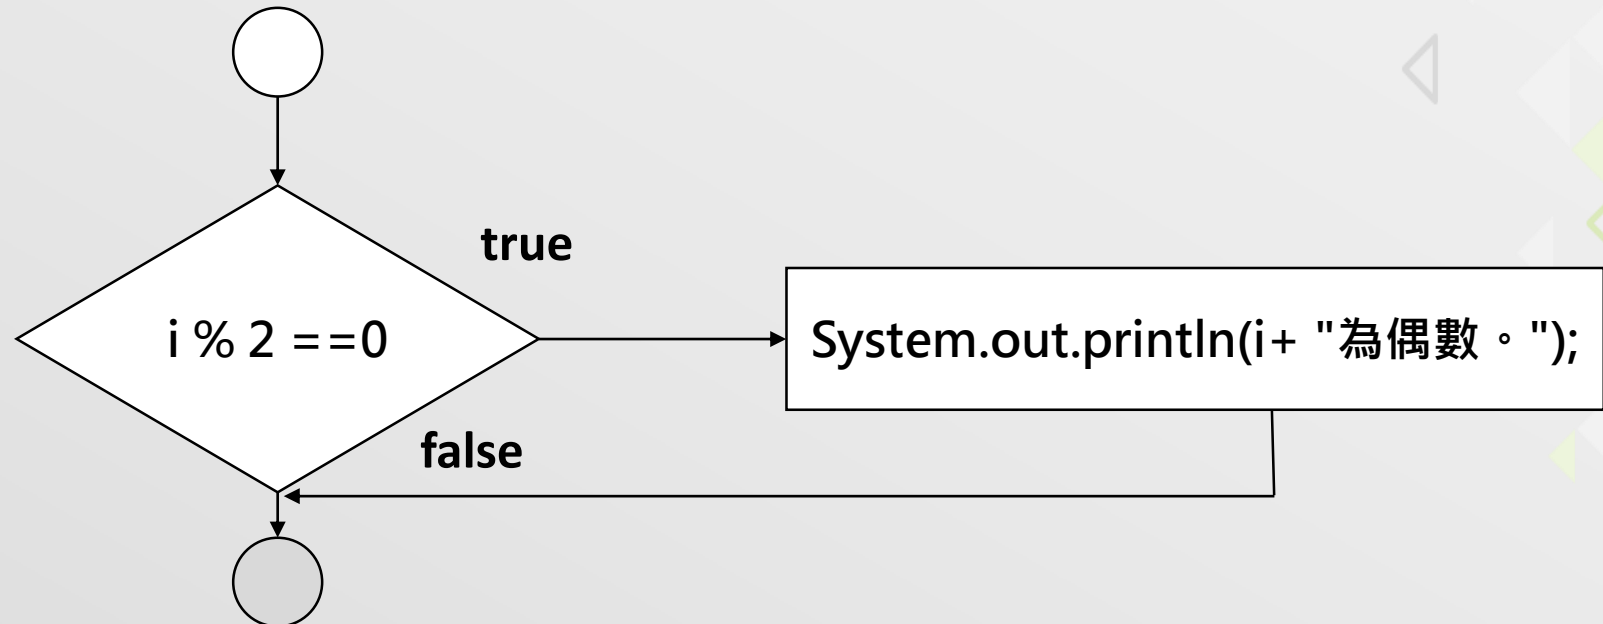 true
i % 2 ==0
System.out.println(i+ "為偶數。");
false